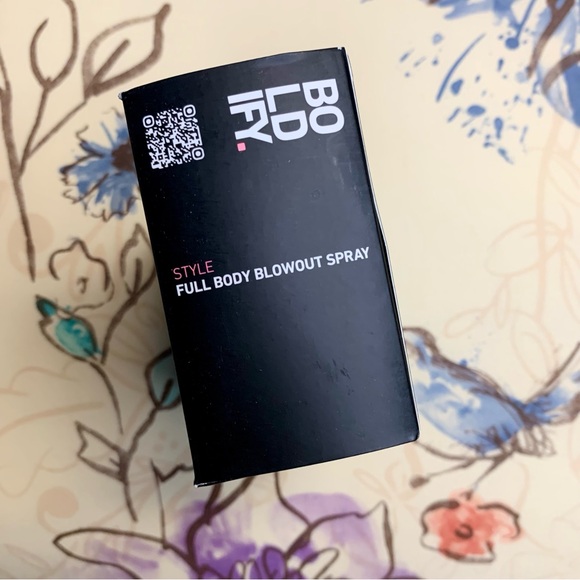 BO
LD
IFY.
STYLE
FULL BODY BLOWOUT SPRAY